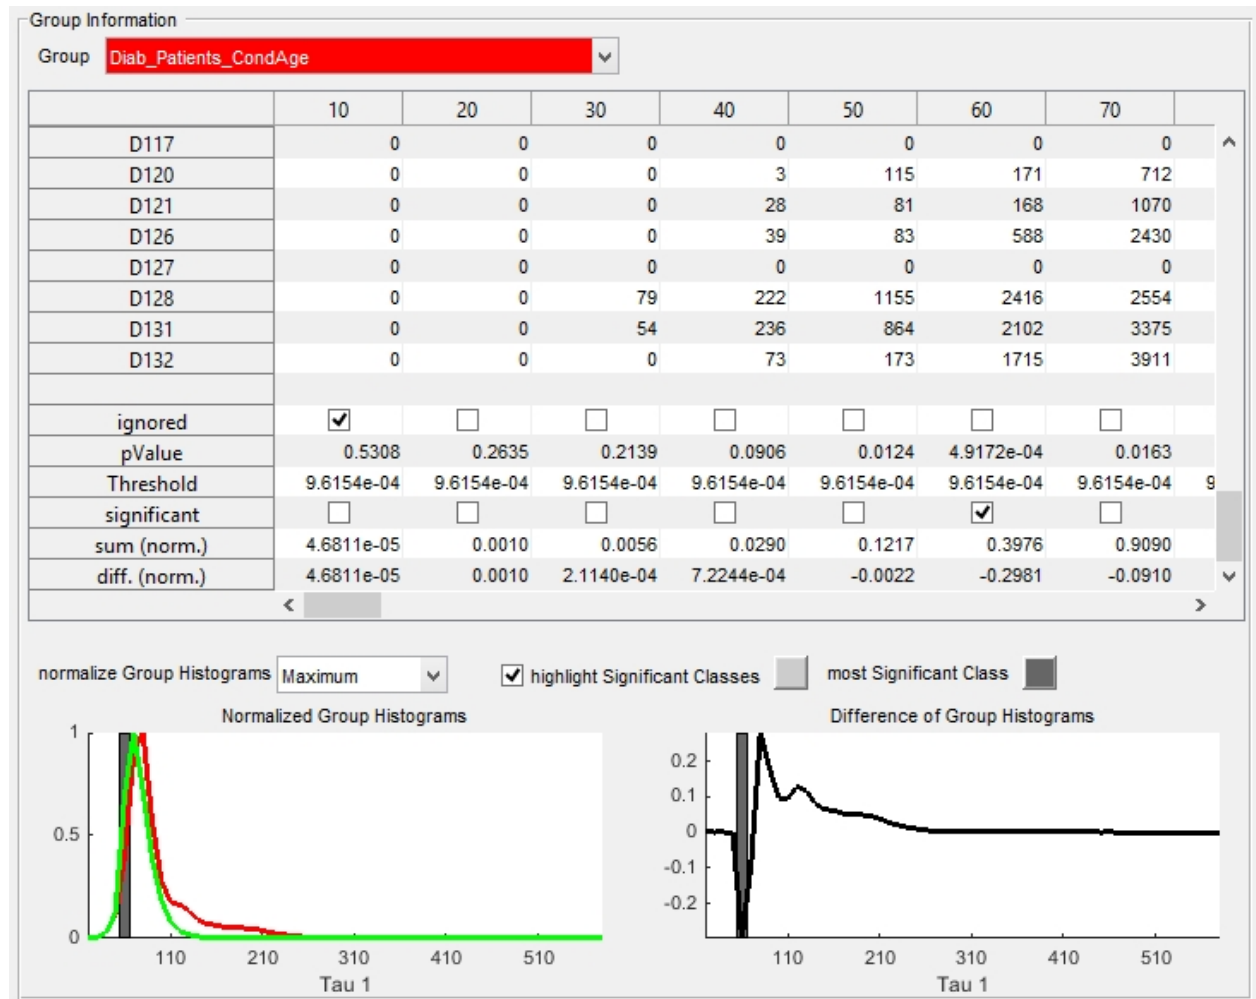 Group Information
Group Diab_Patients_CondAge
10 20 30 40 50 60 70
D117 0 0 0 0 0 0 0
D120 0 0 0 3 115 171 712
D121 0 0 0 28 81 168 1070
D126 0 0 0 39 83 588 2430
D127 0 0 0 0 0 0 0
D128 0 0 79 222 1155 2416 2554
D131 0 0 54 236 864 2102 3375
D132 0 0 0 73 173 1715 3911
ignored
pValue 0.5308 0.2635 0.2139 0.0906 0.0124 4.9172e-04 0.0163
Threshold 9.6154e-04 9.6154e-04 9.6154e-04 9.6154e-04 9.6154e-04 9.6154e-04 9.6154e-04 9
significant
sum (norm.) 4.6811e-05 0.0010 0.0056 0.0290 0.1217 0.3976 0.9090
diff. (norm.) 4.6811e-05 0.0010 2.1140e-04 7.2244e-04 -0.0022 -0.2981 -0.0910
normalize Group Histograms Maximum highlight Significant Classes most Significant Class
Normalized Group Histograms
1
0.5
0
110 210 310 410 510
Tau 1
Difference of Group Histograms
0.2
0.1
0
-0.1
-0.2
110 210 310 410 510
Tau 1